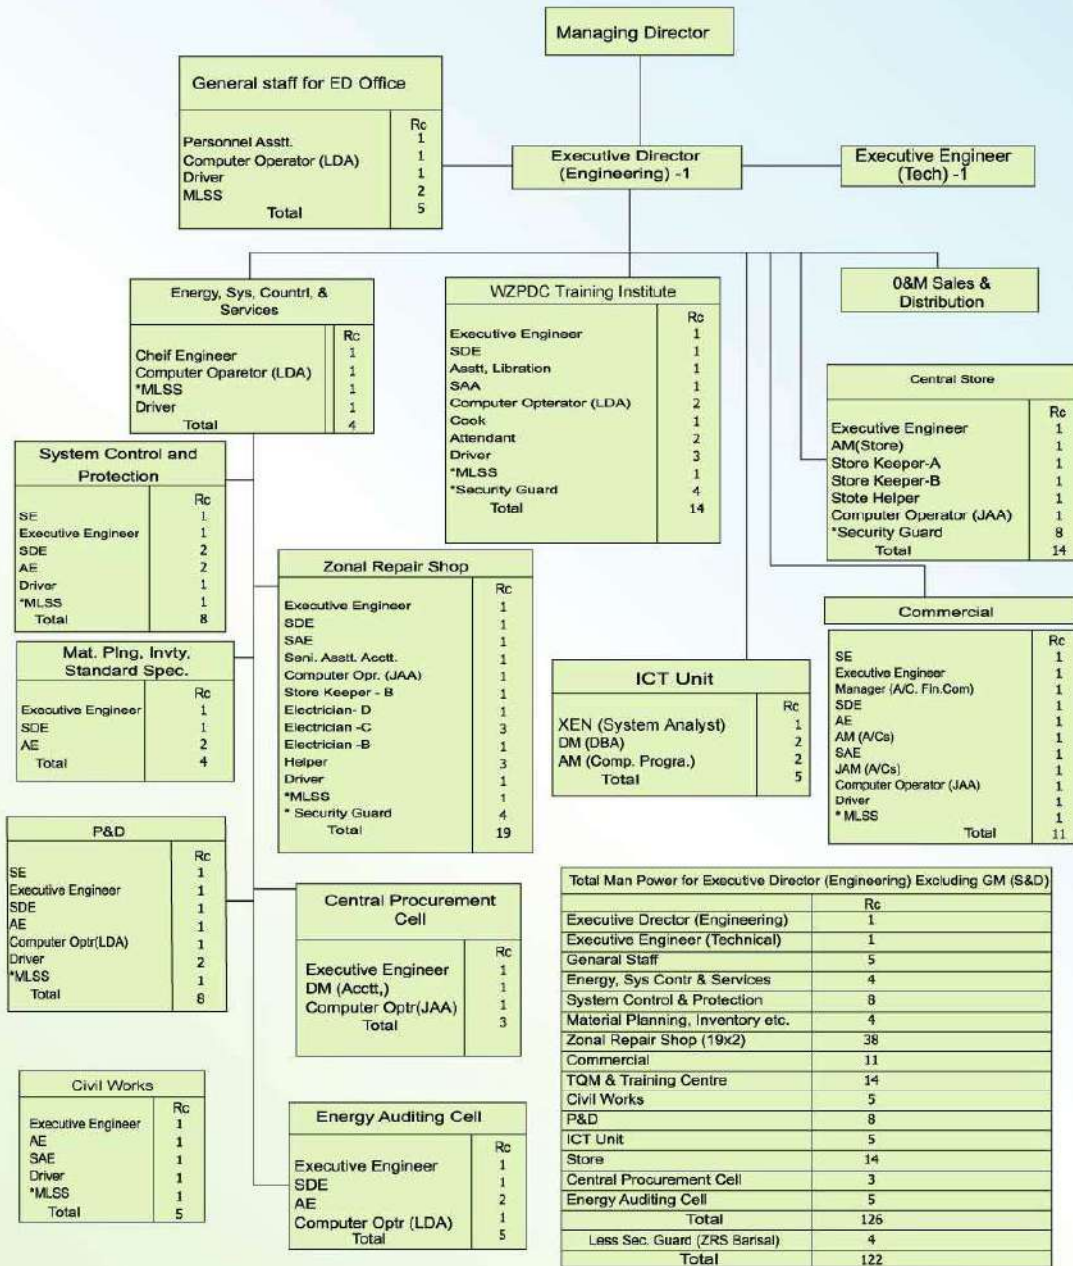 Managing Director
General staff for ED Office
Rc
Personnel Asstt. 1
Computer Operator (LDA) 1
Driver 1
MLSS 2
Total 5
Executive Director
(Engineering) -1
Executive Engineer
(Tech) -1
Energy, Sys, Countrl, &
Services
Rc
Cheif Engineer 1
Computer Oparetor (LDA) 1
*MLSS 1
Driver 1
Total 4
WZPDC Training Institute
Rc
Executive Engineer 1
SDE 1
Asstt, Libration 1
SAA 1
Computer Opterator (LDA) 2
Cook 1
Attendant 2
Driver 3
*MLSS 1
*Security Guard 4
Total 14
0&M Sales &
Distribution
Central Store
Rc
Executive Engineer 1
AM(Store) 1
Store Keeper-A 1
Store Keeper-B 1
Stote Helper 1
Computer Operator (JAA) 1
*Security Guard 8
Total 14
System Control and
Protection
Rc
SE 1
Executive Engineer 1
SDE 2
AE 2
Driver 1
*MLSS 1
Total 8
Zonal Repair Shop
Rc
Executive Engineer 1
SDE 1
SAE 1
Seni. Asstt. Acctt. 1
Computer Opr. (JAA) 1
Store Keeper - B 1
Electrician- D 1
Electrician -C 3
Electrician -B 1
Helper 3
Driver 1
*MLSS 1
* Security Guard 4
Total 19
Commercial
Rc
SE 1
Executive Engineer 1
Manager (A/C. Fin.Com) 1
SDE 1
AE 1
AM (A/Cs) 1
SAE 1
JAM (A/Cs) 1
Computer Operator (JAA) 1
Driver 1
* MLSS 1
Total 11
Mat. Plng, Invty,
Standard Spec.
Rc
Executive Engineer 1
SDE 1
AE 2
Total 4
ICT Unit
Rc
XEN (System Analyst) 1
DM (DBA) 2
AM (Comp. Progra.) 2
Total 5
P&D
Rc
SE 1
Executive Engineer 1
SDE 1
AE 1
Computer Optr(LDA) 1
Driver 2
*MLSS 1
Total 8
Central Procurement
Cell
Rc
Executive Engineer 1
DM (Acctt,) 1
Computer Optr(JAA) 1
Total 3
Civil Works
Rc
Executive Engineer 1
AE 1
SAE 1
Driver 1
*MLSS 1
Total 5
Energy Auditing Cell
Rc
Executive Engineer 1
SDE 1
AE 2
Computer Optr (LDA) 1
Total 5
Total Man Power for Executive Director (Engineering) Excluding GM (S&D)
Rc
Executive Drector (Engineering) 1
Executive Engineer (Technical) 1
Genaral Staff 5
Energy, Sys Contr & Services 4
System Control & Protection 8
Material Planning, Inventory etc. 4
Zonal Repair Shop (19x2) 38
Commercial 11
TQM & Training Centre 14
Civil Works 5
P&D 8
ICT Unit 5
Store 14
Central Procurement Cell 3
Energy Auditing Cell 5
Total 126
Less Sec. Guard (ZRS Barisal) 4
Total 122